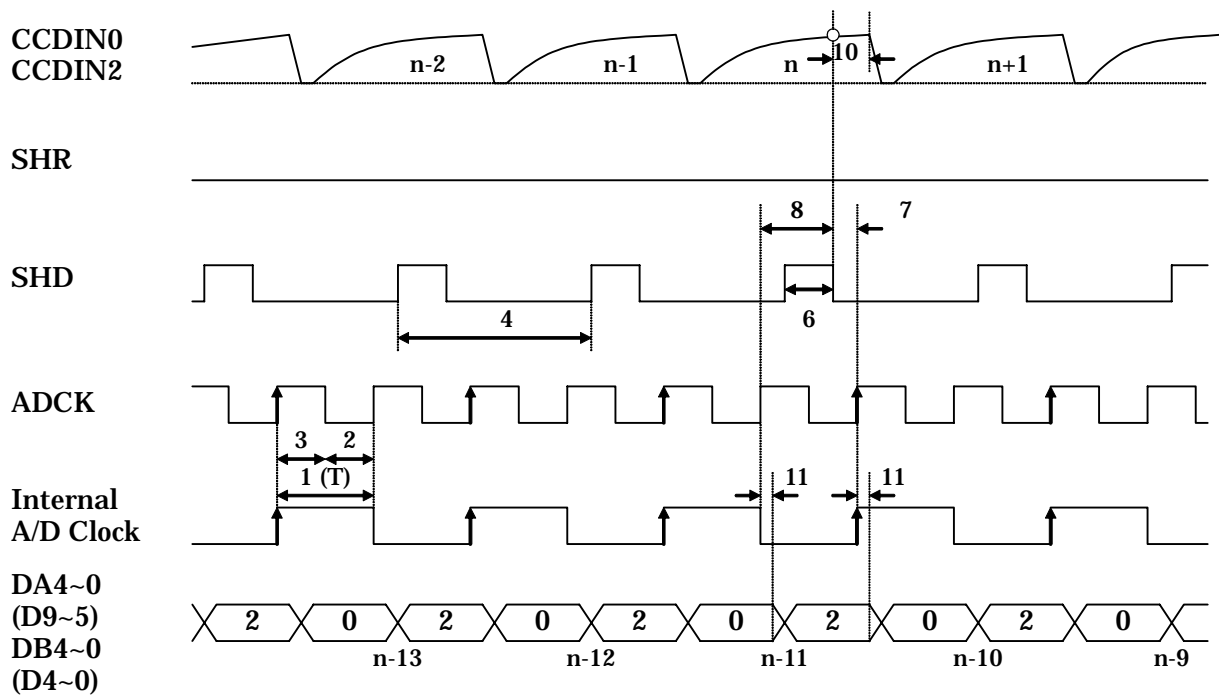 CCDIN0
CCDIN2
n-2
n-1
n
10
n+1
SHR
8
7
SHD
6
4
ADCK
3
2
1 (T)
11
11
Internal
A/D Clock
DA4~0
(D9~5)
DB4~0
(D4~0)
2
0
2
0
2
0
2
0
2
0
n-13
n-12
n-11
n-10
n-9